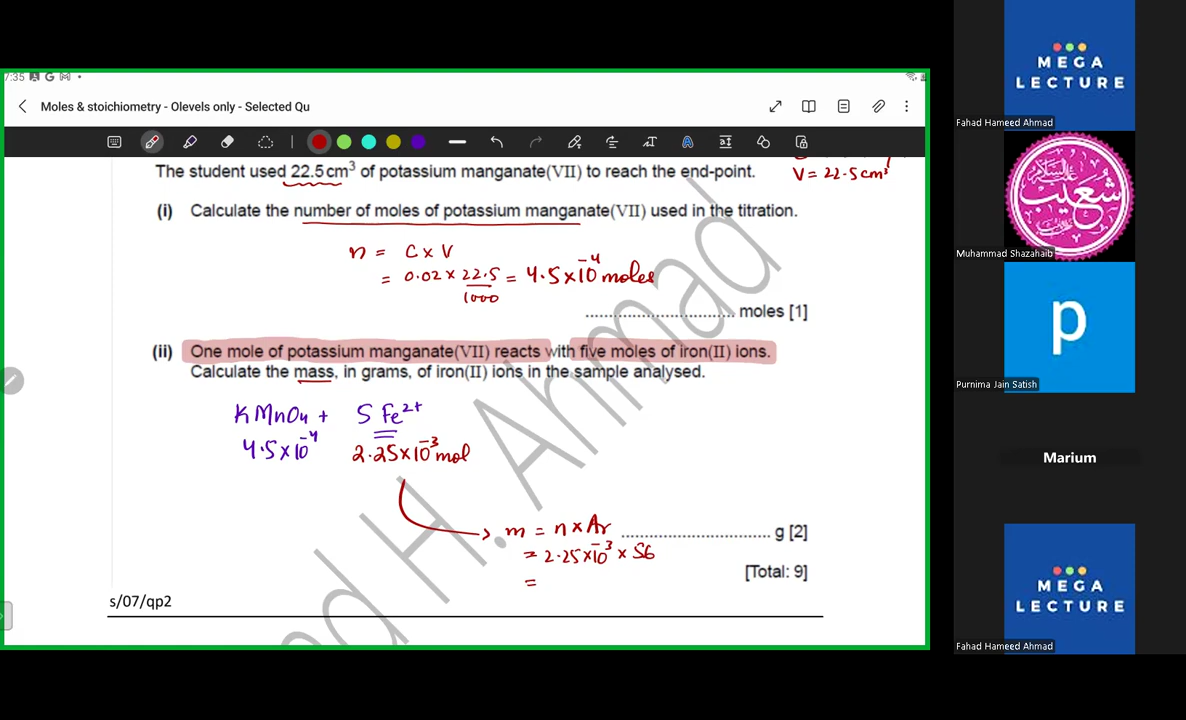 7:35
Moles & stoichiometry - Olevels only - Selected Qu
The student used 22.5 cm³ of potassium manganate(VII) to reach the end-point.
V = 22.5 cm³
(i) Calculate the number of moles of potassium manganate(VII) used in the titration.
n = C × V
= 0.02 × 22.5/1000 = 4.5×10⁻⁴ moles
.................................. moles [1]
(ii) One mole of potassium manganate(VII) reacts with five moles of iron(II) ions.
Calculate the mass, in grams, of iron(II) ions in the sample analysed.
KMnO4 + 5 Fe²⁺
4.5×10⁻⁴ 2.25×10⁻³ mol
m = n × Ar .................................. g [2]
= 2.25×10⁻³ × 56
=
[Total: 9]
s/07/qp2
H. Ahmad
MEGA
LECTURE
Fahad Hameed Ahmad
شعيب
عليه السلام
Muhammad Shazahaib
p
Purnima Jain Satish
Marium
MEGA
LECTURE
Fahad Hameed Ahmad